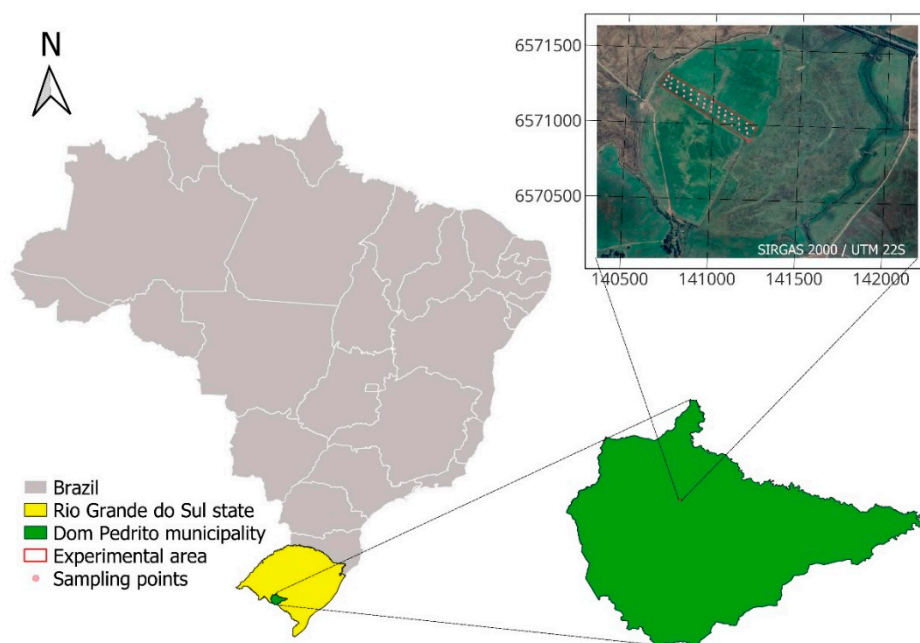 N
Brazil
Rio Grande do Sul state
Dom Pedrito municipality
Experimental area
Sampling points
6571500
6571000
6570500
SIRGAS 2000 / UTM 22S
140500 141000 141500 142000